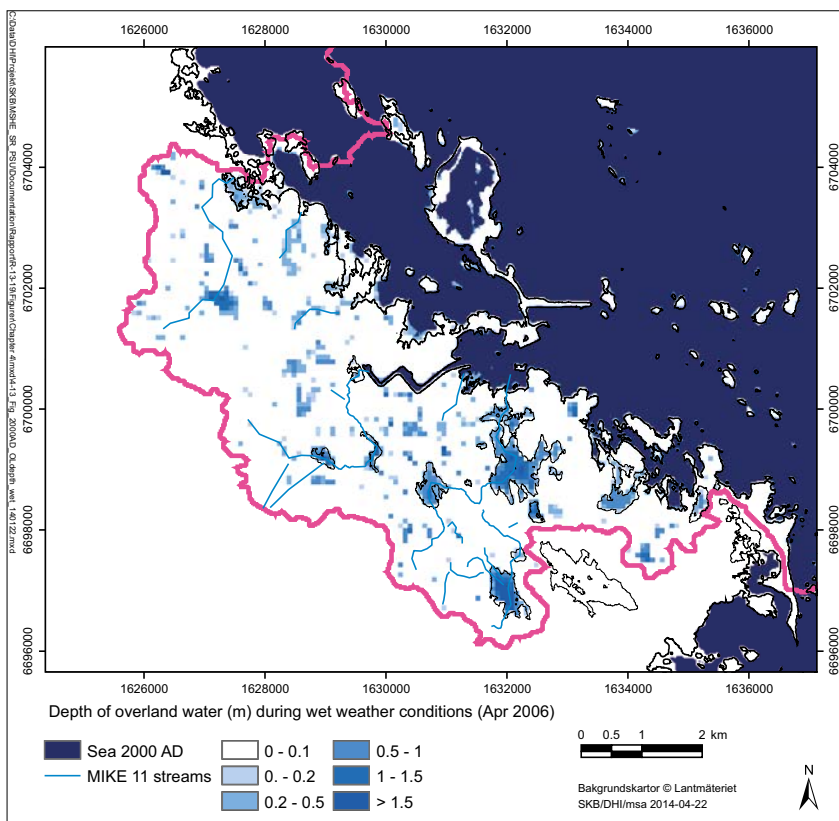 1626000 1628000 1630000 1632000 1634000 1636000
6704000 6704000
6702000 6702000
6700000 6700000
6698000 6698000
6696000 6696000
1626000 1628000 1630000 1632000 1634000 1636000
Depth of overland water (m) during wet weather conditions (Apr 2006)
Sea 2000 AD
MIKE 11 streams
0 - 0.1
0. - 0.2
0.2 - 0.5
0.5 - 1
1 - 1.5
> 1.5
0 0.5 1 2 km
Bakgrundskartor © Lantmäteriet
SKB/DHI/msa 2014-04-22
N